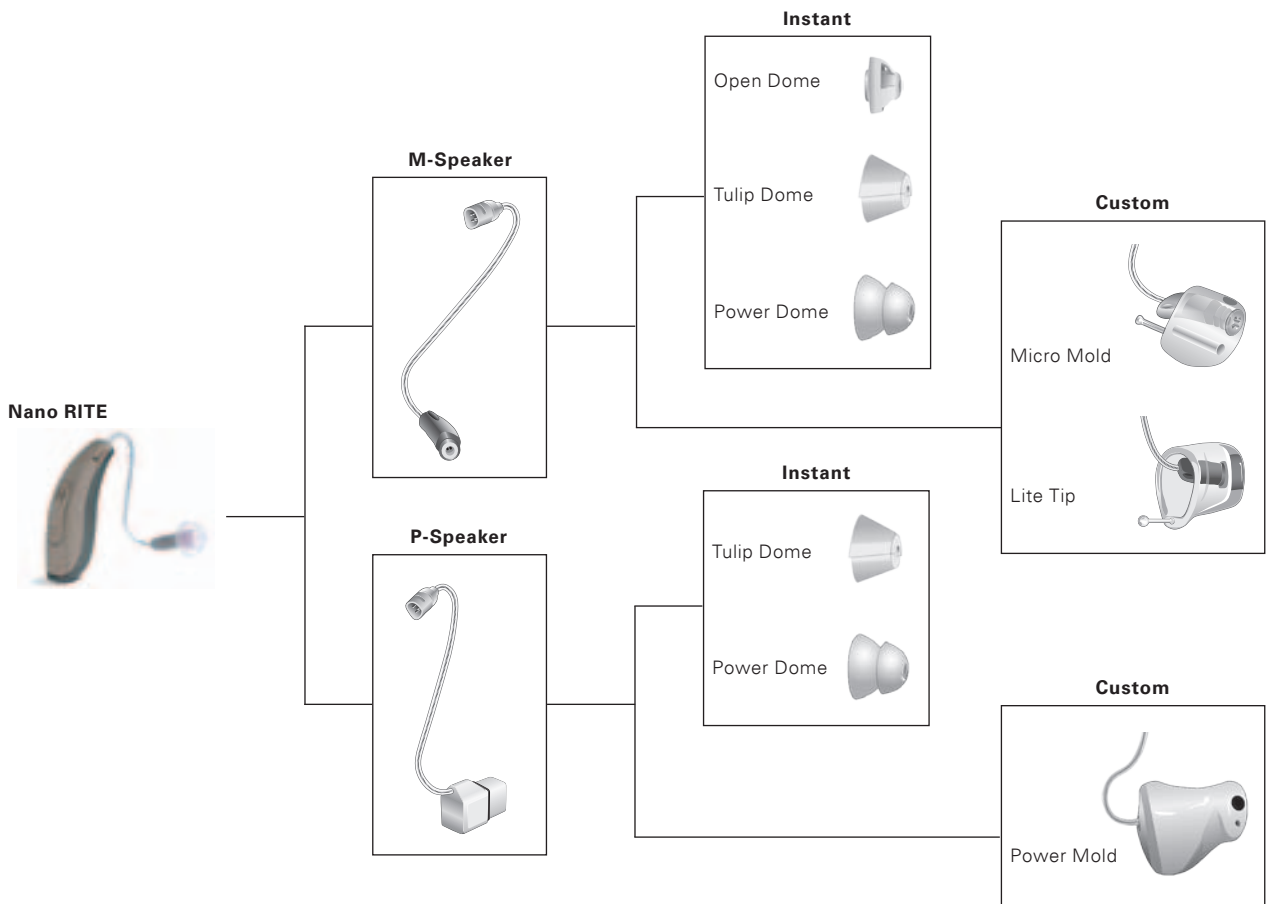 Nano RITE
M-Speaker
Instant
Open Dome
Tulip Dome
Power Dome
Custom
Micro Mold
Lite Tip
P-Speaker
Instant
Tulip Dome
Power Dome
Custom
Power Mold